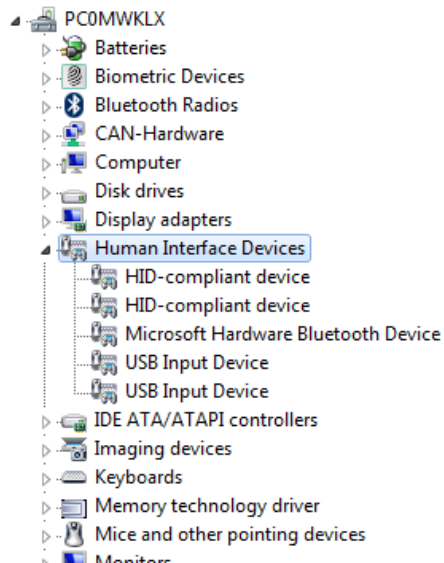 PC0MWKLX
Batteries
Biometric Devices
Bluetooth Radios
CAN-Hardware
Computer
Disk drives
Display adapters
Human Interface Devices
HID-compliant device
HID-compliant device
Microsoft Hardware Bluetooth Device
USB Input Device
USB Input Device
IDE ATA/ATAPI controllers
Imaging devices
Keyboards
Memory technology driver
Mice and other pointing devices
Monitors